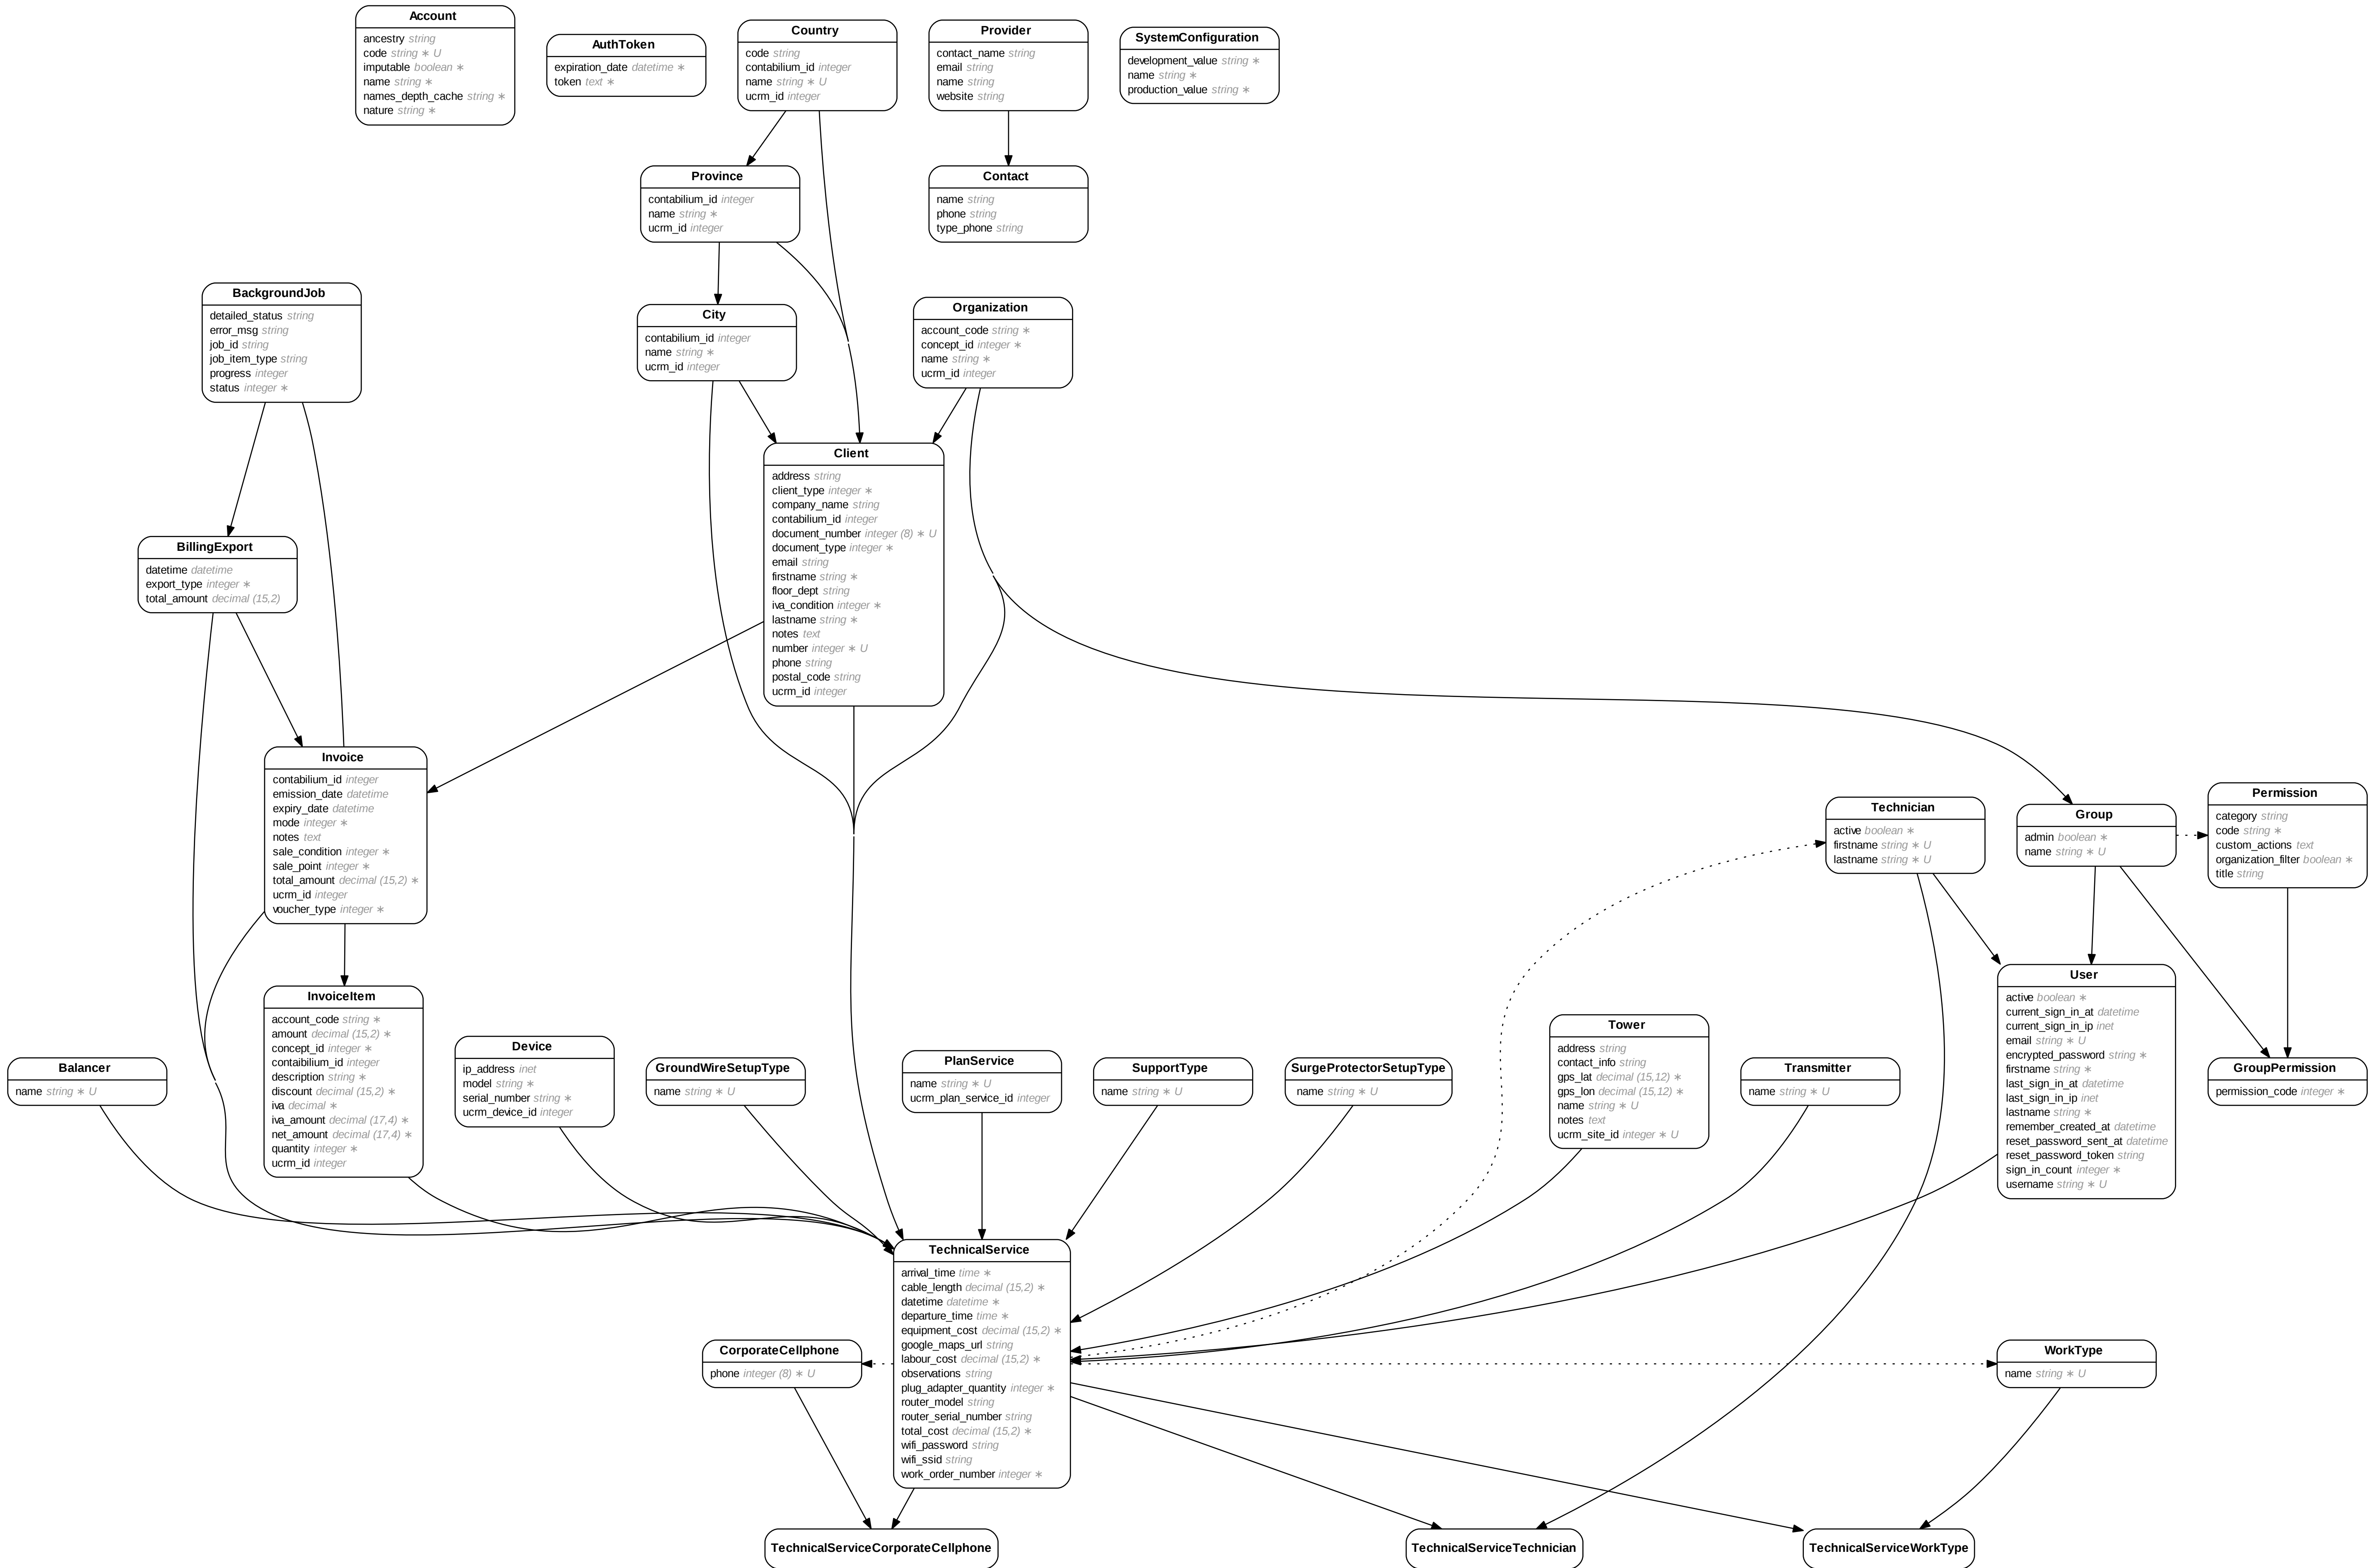 Account
ancestry string
code string ∗ U
imputable boolean ∗
name string ∗
names_depth_cache string ∗
nature string ∗
AuthToken
expiration_date datetime ∗
token text ∗
Country
code string
contabilium_id integer
name string ∗ U
ucrm_id integer
Provider
contact_name string
email string
name string
website string
SystemConfiguration
development_value string ∗
name string ∗
production_value string ∗
Province
contabilium_id integer
name string ∗
ucrm_id integer
Contact
name string
phone string
type_phone string
BackgroundJob
detailed_status string
error_msg string
job_id string
job_item_type string
progress integer
status integer ∗
City
contabilium_id integer
name string ∗
ucrm_id integer
Organization
account_code string ∗
concept_id integer ∗
name string ∗
ucrm_id integer
Client
address string
client_type integer ∗
company_name string
contabilium_id integer
document_number integer (8) ∗ U
document_type integer ∗
email string
firstname string ∗
floor_dept string
iva_condition integer ∗
lastname string ∗
notes text
number integer ∗ U
phone string
postal_code string
ucrm_id integer
BillingExport
datetime datetime
export_type integer ∗
total_amount decimal (15,2)
Invoice
contabilium_id integer
emission_date datetime
expiry_date datetime
mode integer ∗
notes text
sale_condition integer ∗
sale_point integer ∗
total_amount decimal (15,2) ∗
ucrm_id integer
voucher_type integer ∗
Technician
active boolean ∗
firstname string ∗ U
lastname string ∗ U
Group
admin boolean ∗
name string ∗ U
Permission
category string
code string ∗
custom_actions text
organization_filter boolean ∗
title string
InvoiceItem
account_code string ∗
amount decimal (15,2) ∗
concept_id integer ∗
contaibilium_id integer
description string ∗
discount decimal (15,2) ∗
iva decimal ∗
iva_amount decimal (17,4) ∗
net_amount decimal (17,4) ∗
quantity integer ∗
ucrm_id integer
User
active boolean ∗
current_sign_in_at datetime
current_sign_in_ip inet
email string ∗ U
encrypted_password string ∗
firstname string ∗
last_sign_in_at datetime
last_sign_in_ip inet
lastname string ∗
remember_created_at datetime
reset_password_sent_at datetime
reset_password_token string
sign_in_count integer ∗
username string ∗ U
Balancer
name string ∗ U
Device
ip_address inet
model string ∗
serial_number string ∗
ucrm_device_id integer
GroundWireSetupType
name string ∗ U
PlanService
name string ∗ U
ucrm_plan_service_id integer
SupportType
name string ∗ U
SurgeProtectorSetupType
name string ∗ U
Tower
address string
contact_info string
gps_lat decimal (15,12) ∗
gps_lon decimal (15,12) ∗
name string ∗ U
notes text
ucrm_site_id integer ∗ U
Transmitter
name string ∗ U
GroupPermission
permission_code integer ∗
TechnicalService
arrival_time time ∗
cable_length decimal (15,2) ∗
datetime datetime ∗
departure_time time ∗
equipment_cost decimal (15,2) ∗
google_maps_url string
labour_cost decimal (15,2) ∗
observations string
plug_adapter_quantity integer ∗
router_model string
router_serial_number string
total_cost decimal (15,2) ∗
wifi_password string
wifi_ssid string
work_order_number integer ∗
CorporateCellphone
phone integer (8) ∗ U
WorkType
name string ∗ U
TechnicalServiceCorporateCellphone
TechnicalServiceTechnician
TechnicalServiceWorkType